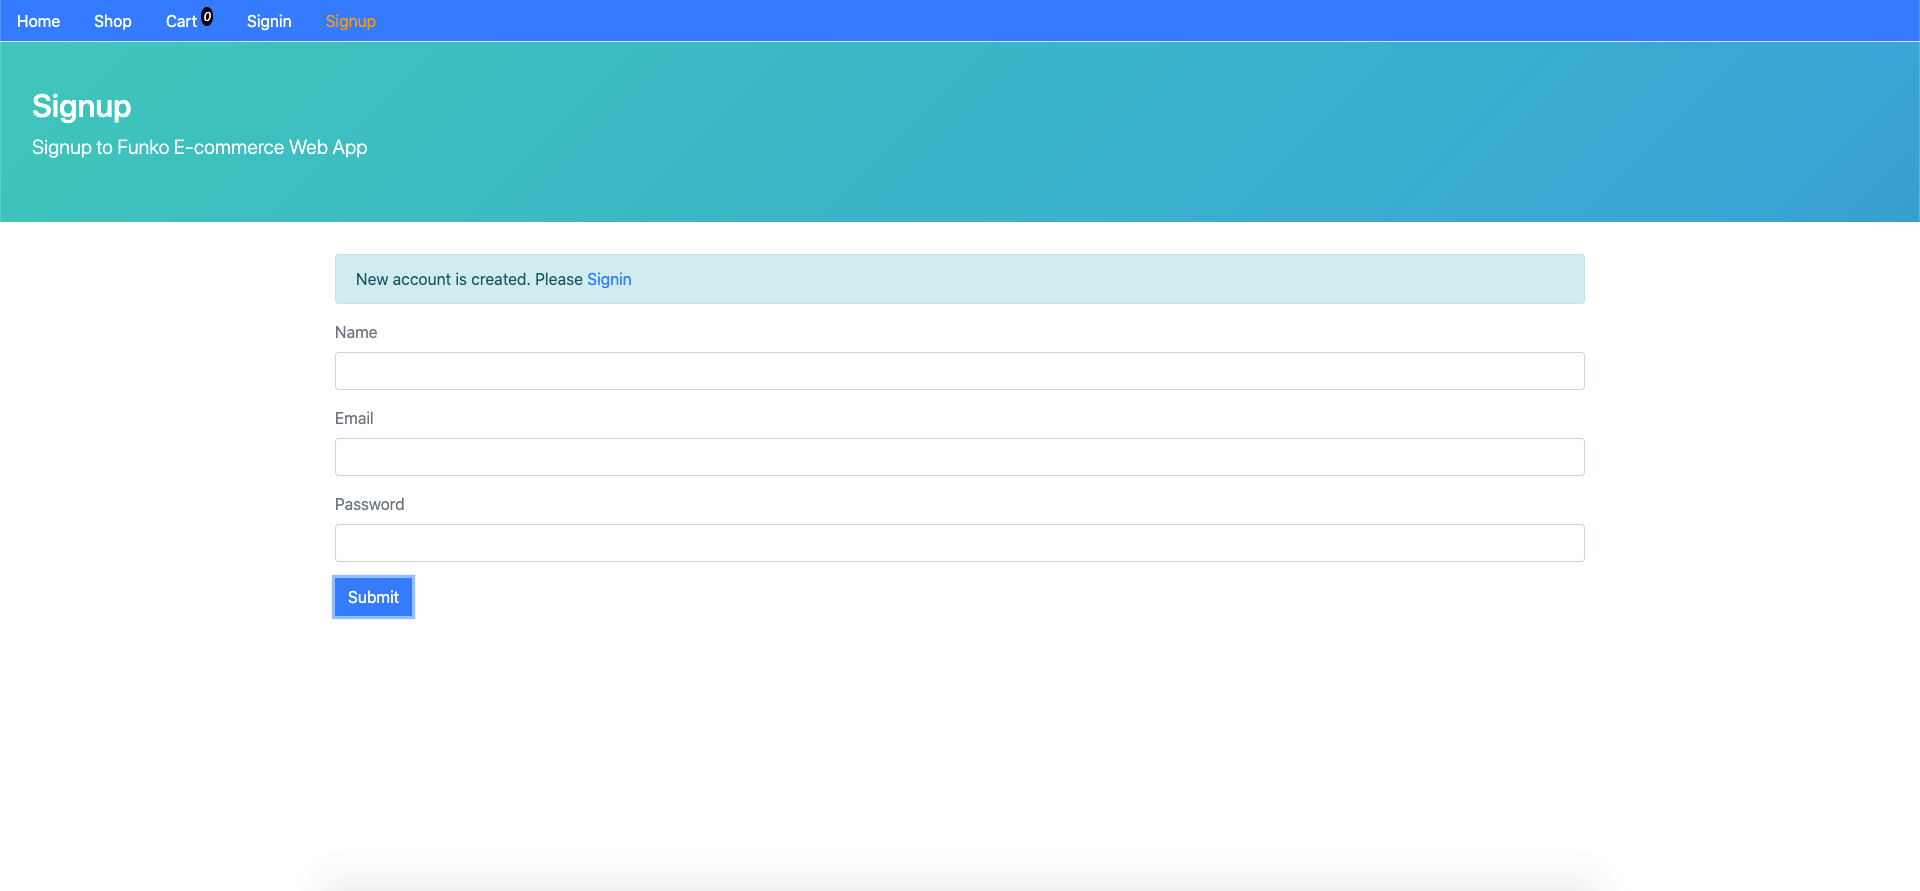 Home Shop Cart 0 Signin Signup
Signup
Signup to Funko E-commerce Web App
New account is created. Please Signin
Name
Email
Password
Submit